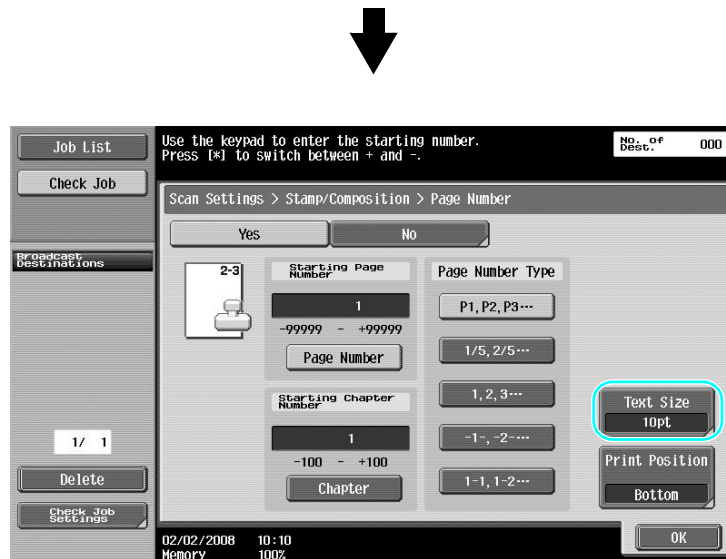 Job List
Check Job
Use the keypad to enter the starting number.
Press [*] to switch between + and -.
No. of
Dest.
000
Scan Settings > Stamp/Composition > Page Number
Yes
No
Broadcast
Destinations
2-3
Starting Page
Number
1
-99999 - +99999
Page Number
Starting Chapter
Number
1
-100 - +100
Chapter
Page Number Type
P1,P2,P3···
1/5,2/5···
1,2,3···
-1-,-2-···
1-1,1-2···
Text Size
10pt
Print Position
Bottom
1/ 1
Delete
Check Job
Settings
02/02/2008 10:10
Memory 100%
OK